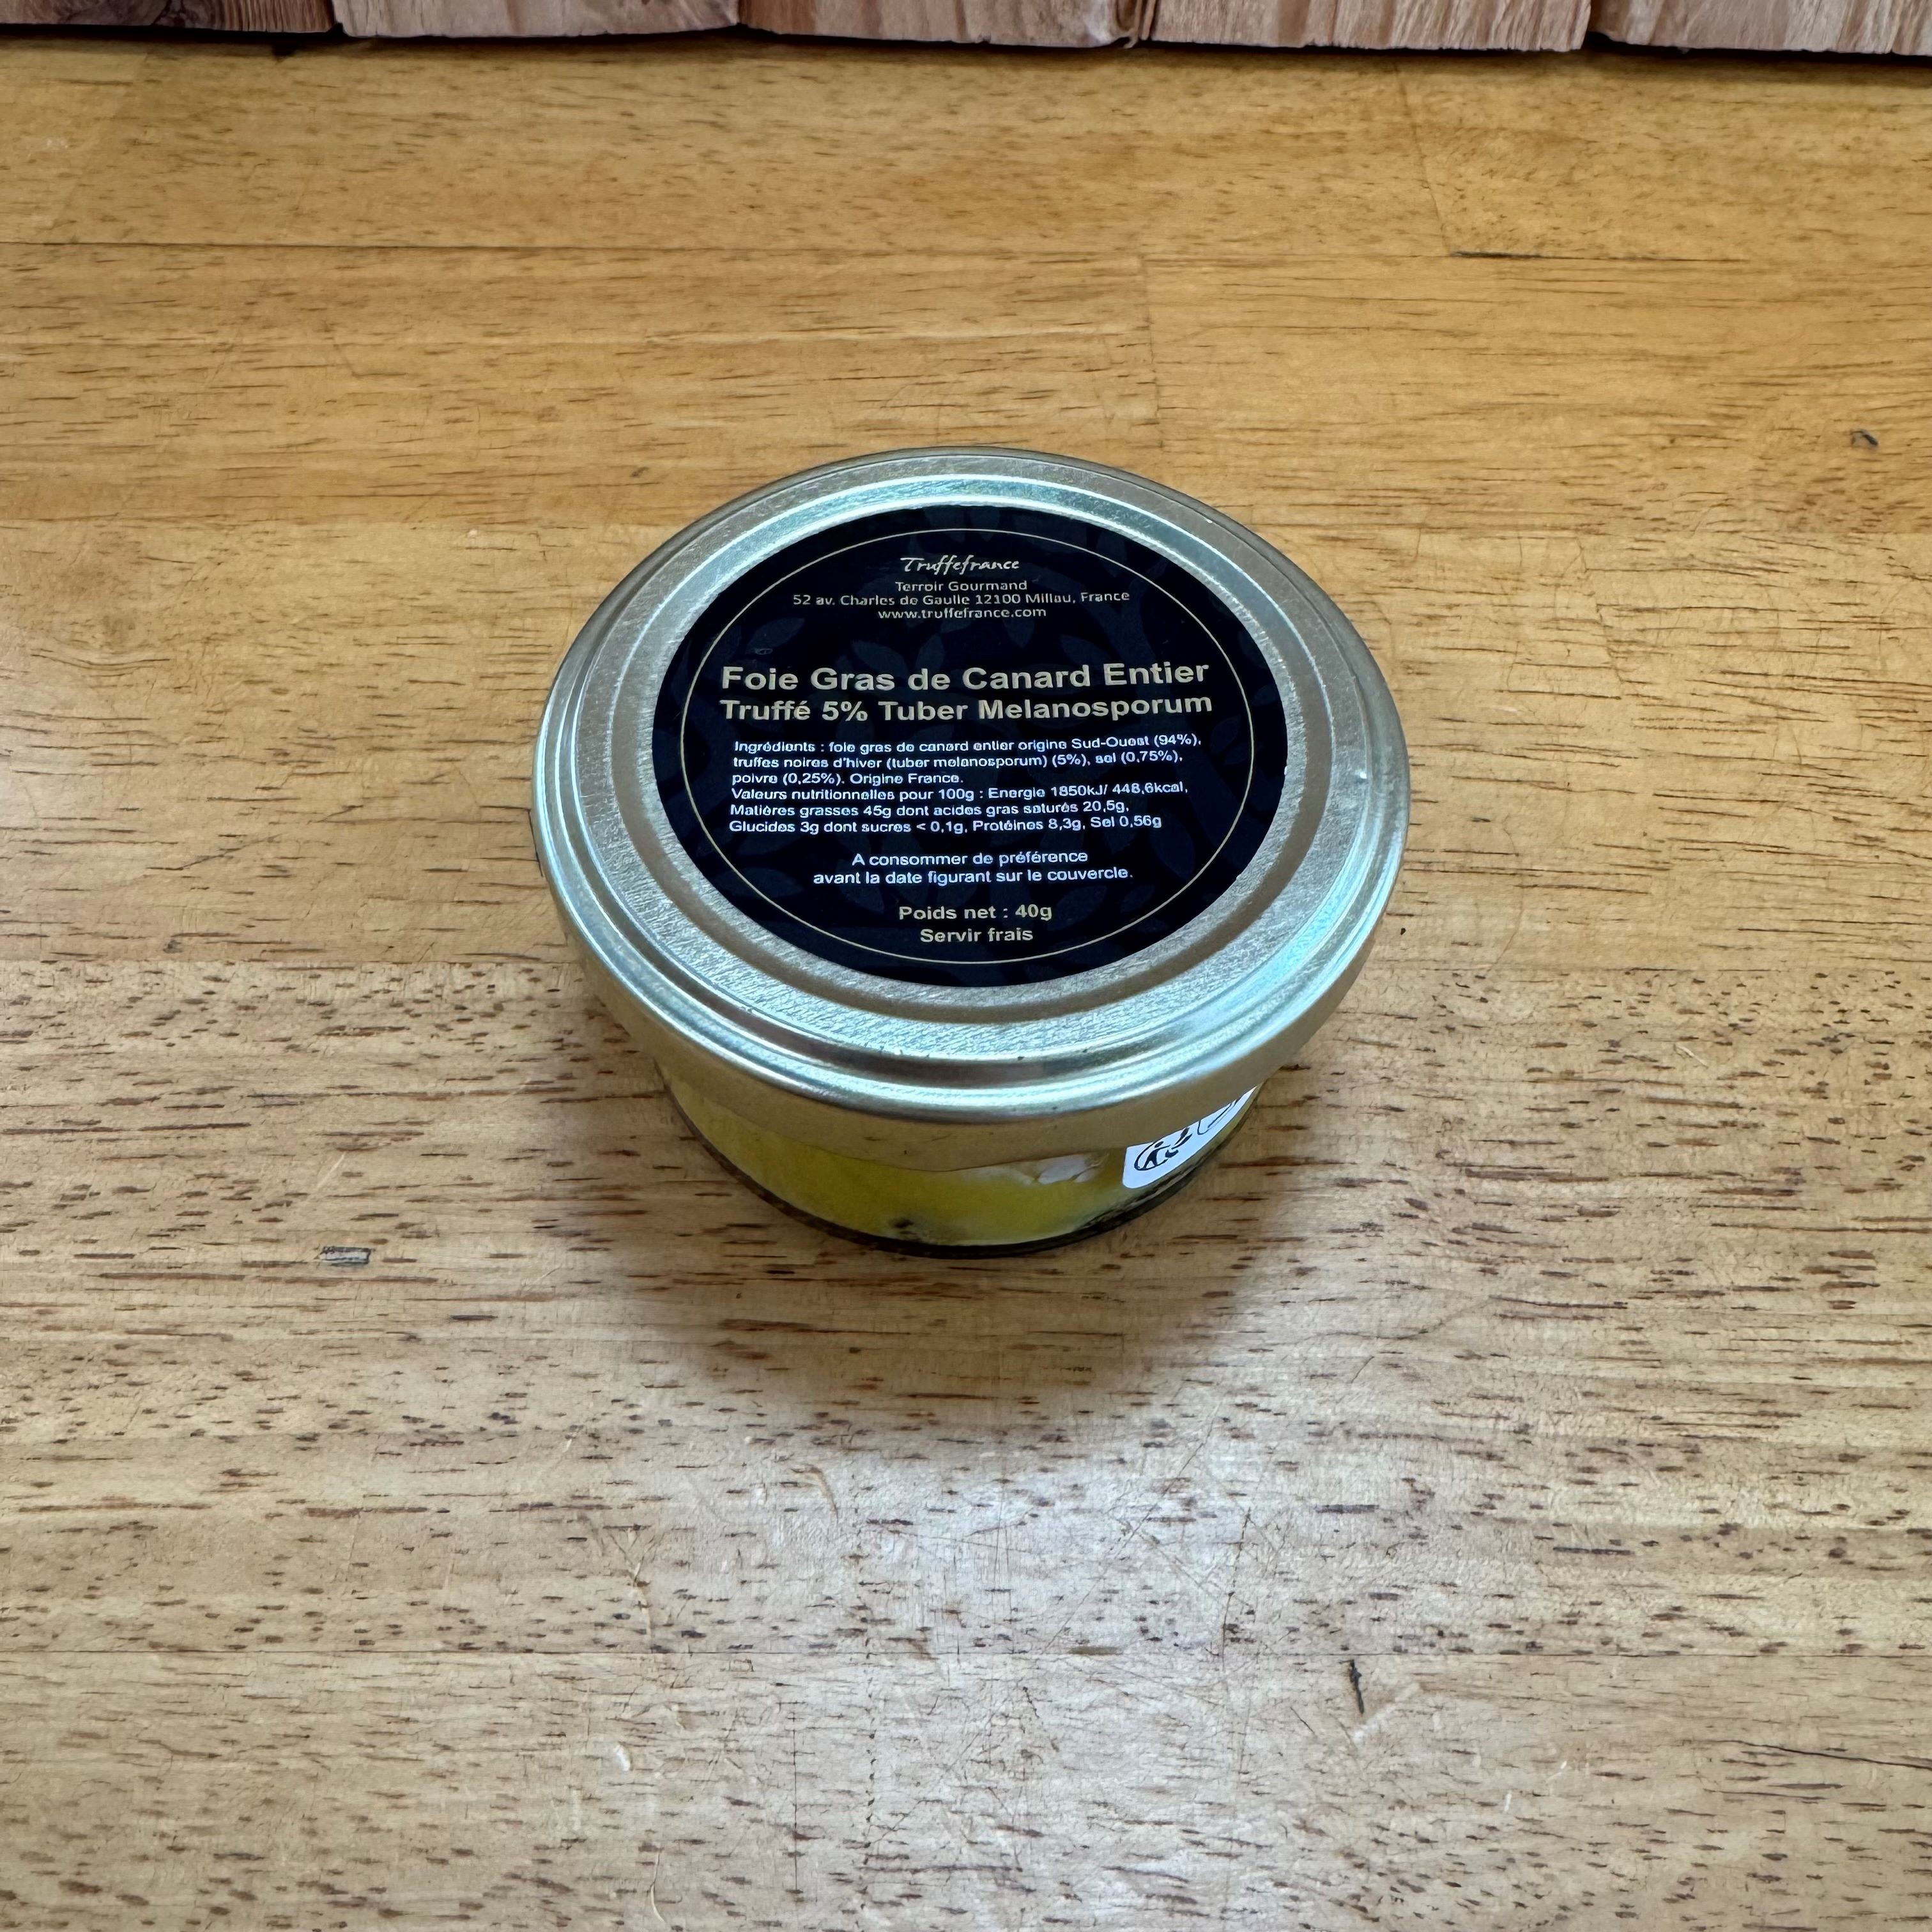 Truffefrance
Terroir Gourmand
52 av. Charles de Gaulle 12100 Millau, France
www.truffefrance.com
Foie Gras de Canard Entier
Truffé 5% Tuber Melanosporum
Ingrédients : foie gras de canard entier origine Sud-Ouest (94%),
truffes noires d'hiver (tuber melanosporum) (5%), sel (0,75%),
poivre (0,25%). Origine France.
Valeurs nutritionnelles pour 100g : Energie 1850kJ/ 448,6kcal,
Matières grasses 45g dont acides gras saturés 20,5g,
Glucides 3g dont sucres < 0,1g, Protéines 8,3g, Sel 0,56g
A consommer de préférence
avant la date figurant sur le couvercle.
Poids net : 40g
Servir frais